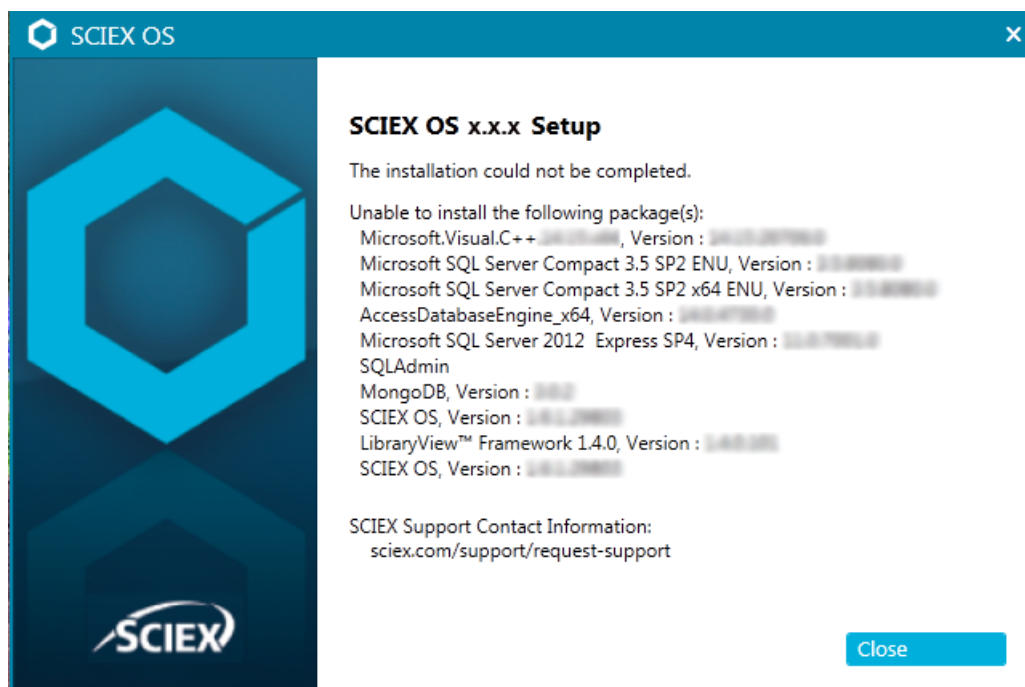 SCIEX OS
SCIEX OS x.x.x Setup
The installation could not be completed.
Unable to install the following package(s):
Microsoft.Visual.C++ , Version :
Microsoft SQL Server Compact 3.5 SP2 ENU, Version :
Microsoft SQL Server Compact 3.5 SP2 x64 ENU, Version :
AccessDatabaseEngine_x64, Version :
Microsoft SQL Server 2012 Express SP4, Version :
SQLAdmin
MongoDB, Version :
SCIEX OS, Version :
LibraryView™ Framework 1.4.0, Version :
SCIEX OS, Version :
SCIEX Support Contact Information:
sciex.com/support/request-support
SCIEX
Close